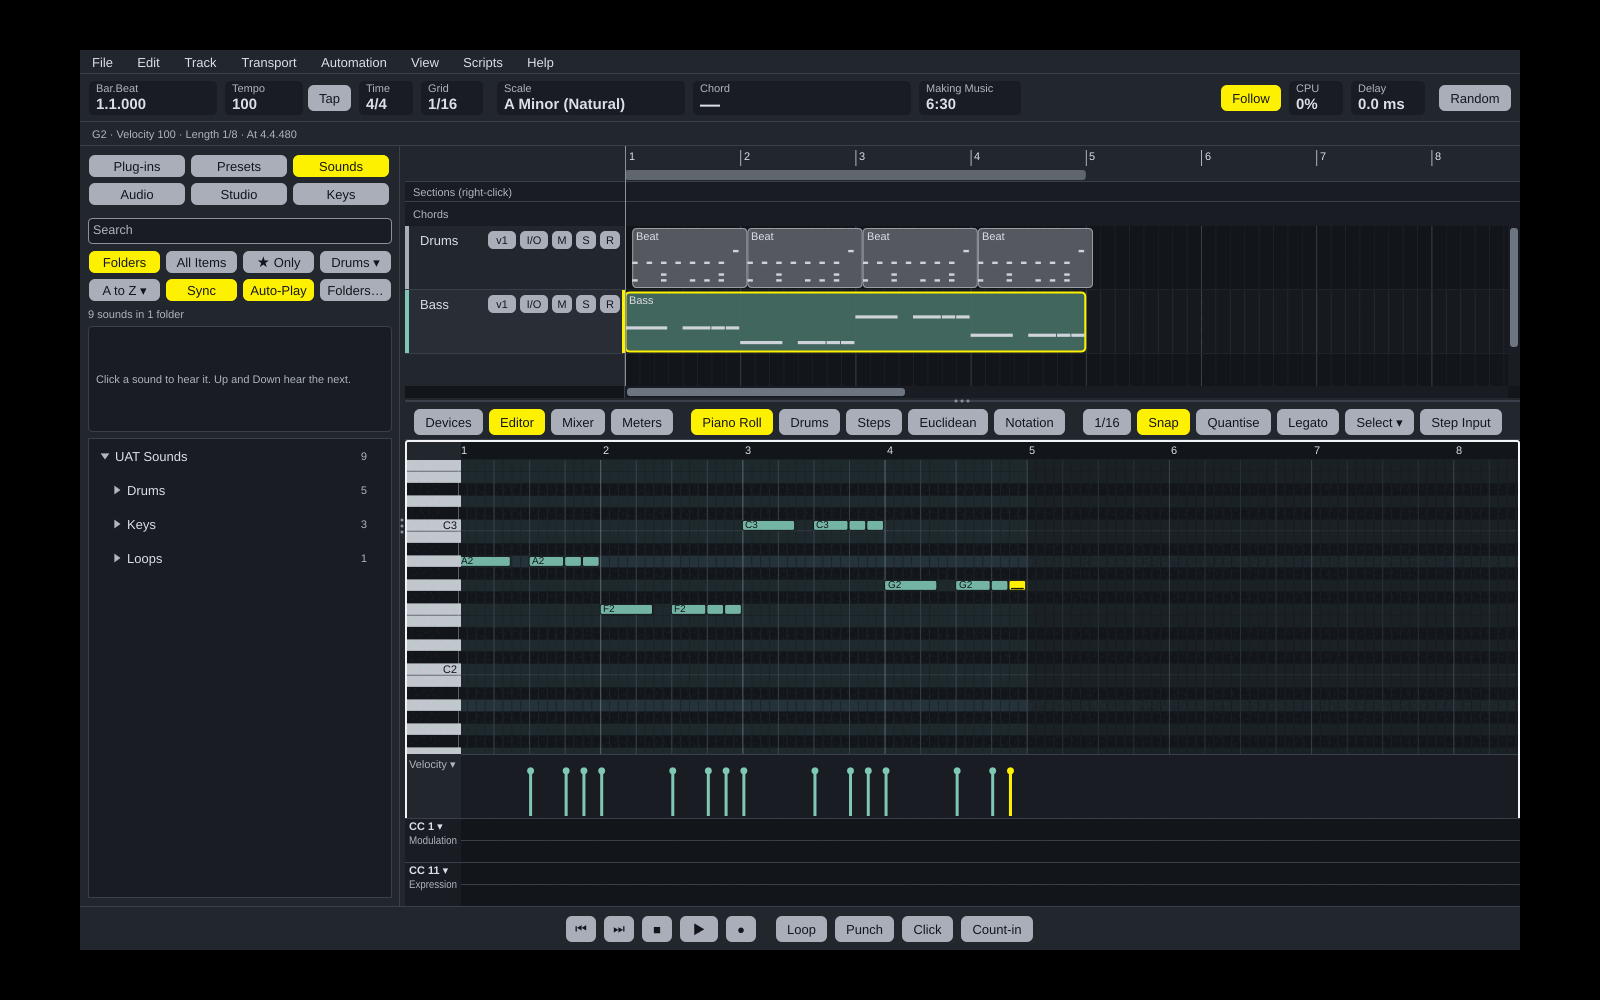 File Edit Track Transport Automation View Scripts Help
Bar.Beat Tempo Time Grid Scale Chord Making Music CPU Delay
1.1.000 100 Tap 4/4 1/16 A Minor (Natural) — 6:30 Follow 0% 0.0 ms Random
G2 · Velocity 100 · Length 1/8 · At 4.4.480
Plug-ins Presets Sounds
Audio Studio Keys
Search
Folders All Items ★ Only Drums ▾
A to Z ▾ Sync Auto-Play Folders…
9 sounds in 1 folder
Click a sound to hear it. Up and Down hear the next.
UAT Sounds 9
Drums 5
Keys 3
Loops 1
1 2 3 4 5 6 7 8
Sections (right-click)
Chords
Drums v1 I/O M S R
Beat Beat Beat Beat
Bass v1 I/O M S R
Bass
Devices Editor Mixer Meters Piano Roll Drums Steps Euclidean Notation 1/16 Snap Quantise Legato Select ▾ Step Input
1 2 3 4 5 6 7 8
C3 C3 C3
A2 A2
G2 G2
F2 F2
C2
Velocity ▾
CC 1 ▾
Modulation
CC 11 ▾
Expression
Loop Punch Click Count-in